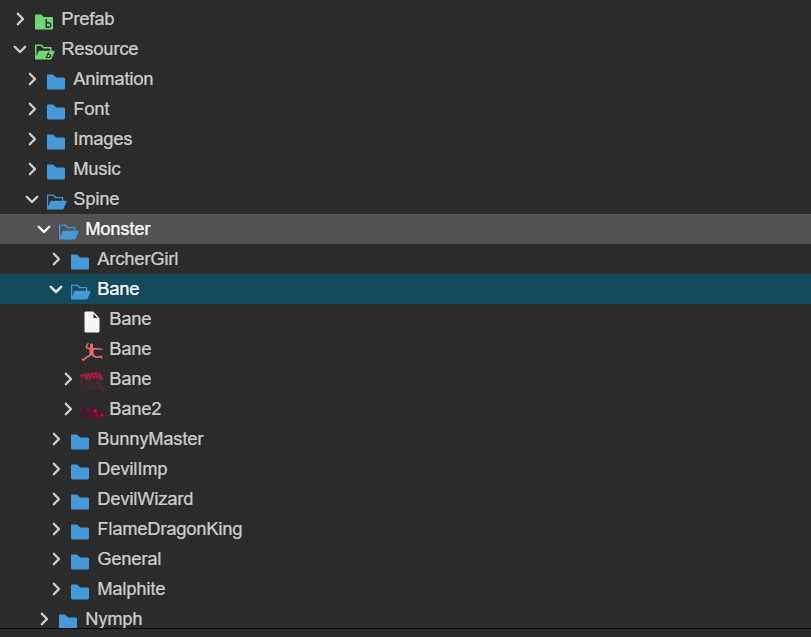 Prefab
Resource
Animation
Font
Images
Music
Spine
Monster
ArcherGirl
Bane
Bane
Bane
Bane
Bane2
BunnyMaster
DevilImp
DevilWizard
FlameDragonKing
General
Malphite
Nymph